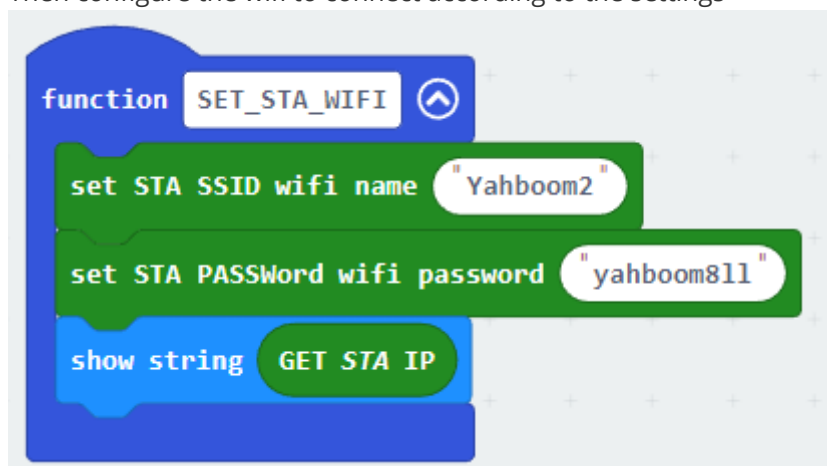 Then configure the wifi to connect according to the settings
function SET_STA_WIFI
set STA SSID wifi name "Yahboom2"
set STA PASSWord wifi password "yahboom8ll"
show string GET STA IP